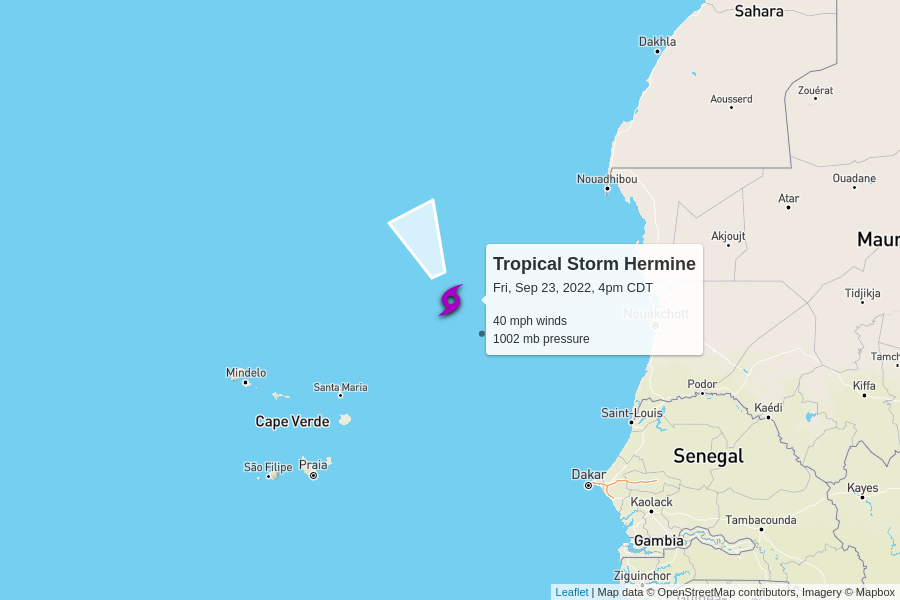 Sahara
Dakhla
Zouérat
Aousserd
Nouadhibou
Ouadane
Atar
Akjoujt
Maur
Tropical Storm Hermine
Fri, Sep 23, 2022, 4pm CDT
40 mph winds
1002 mb pressure
Nouakchott
Tidjikja
Tamch
Mindelo
Santa Maria
Podor
Kiffa
Cape Verde
Saint-Louis
Kaédi
Senegal
São Filipe
Praia
Dakar
Kayes
Kaolack
Tambacounda
Gambia
Ziguinchor
Guinea-
Leaflet | Map data © OpenStreetMap contributors, Imagery © Mapbox